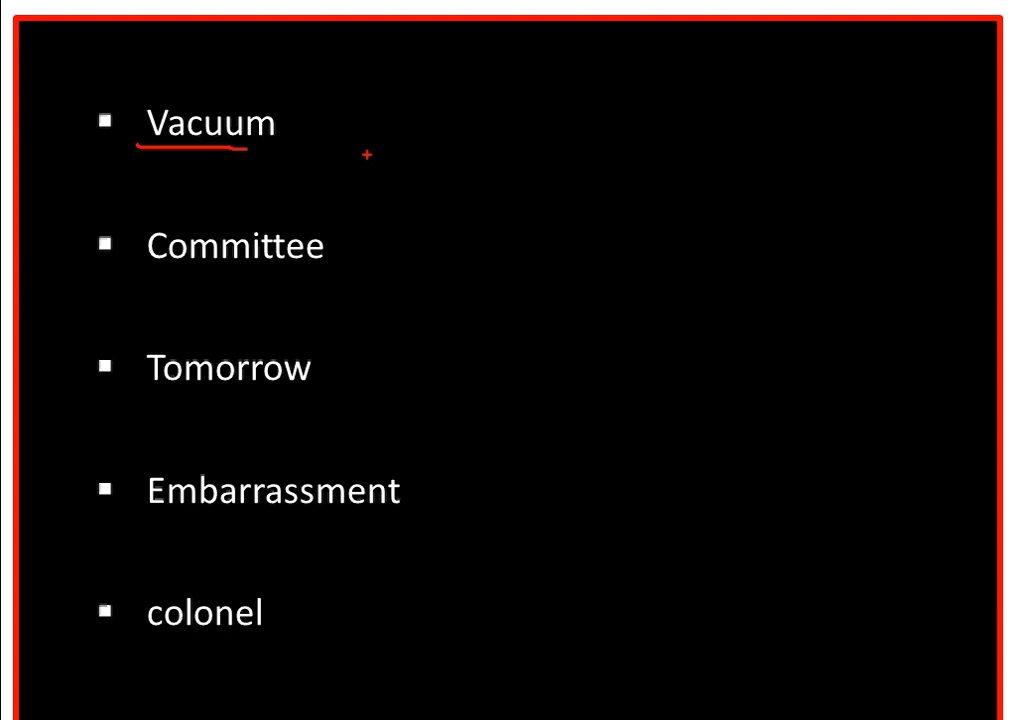 Vacuum
Committee
Tomorrow
Embarrassment
colonel